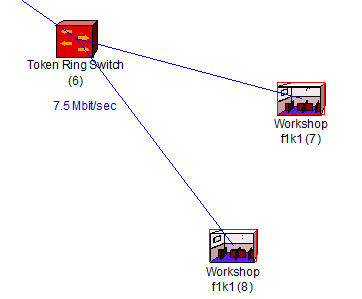 Token Ring Switch
(6)
7.5 Mbit/sec
Workshop
f1k1 (7)
Workshop
f1k1 (8)